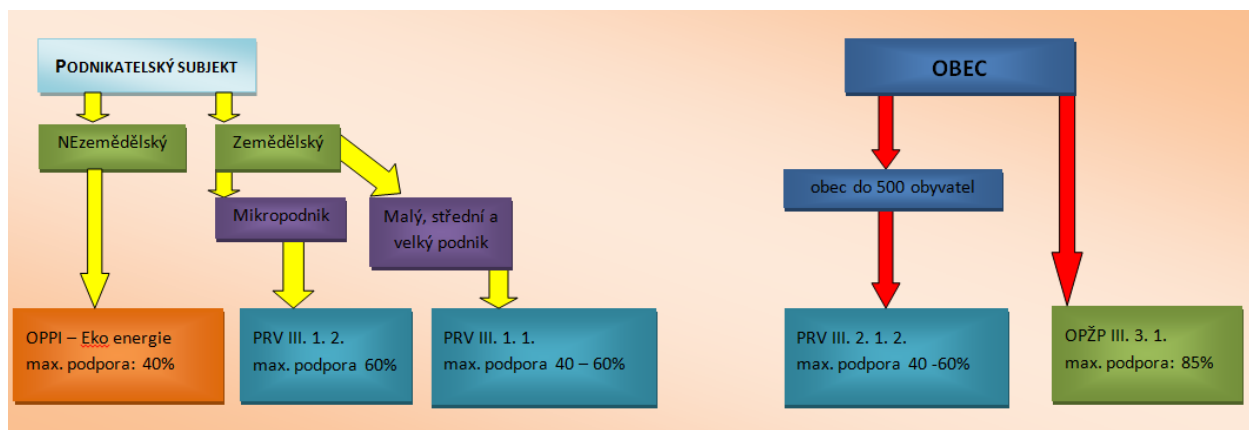 PODNIKATELSKÝ SUBJEKT
OBEC
NEzemědělský
Zemědělský
obec do 500 obyvatel
Mikropodnik
Malý, střední a
velký podnik
OPPI – Eko energie
max. podpora: 40%
PRV III. 1. 2.
max. podpora 60%
PRV III. 1. 1.
max. podpora 40 – 60%
PRV III. 2. 1. 2.
max. podpora 40 -60%
OPŽP III. 3. 1.
max. podpora: 85%